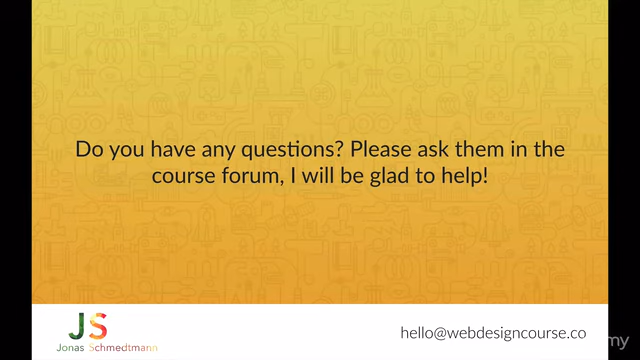 Do you have any questions? Please ask them in the
course forum, I will be glad to help!
JS
Jonas Schmedtmann
hello@webdesigncourse.co
my